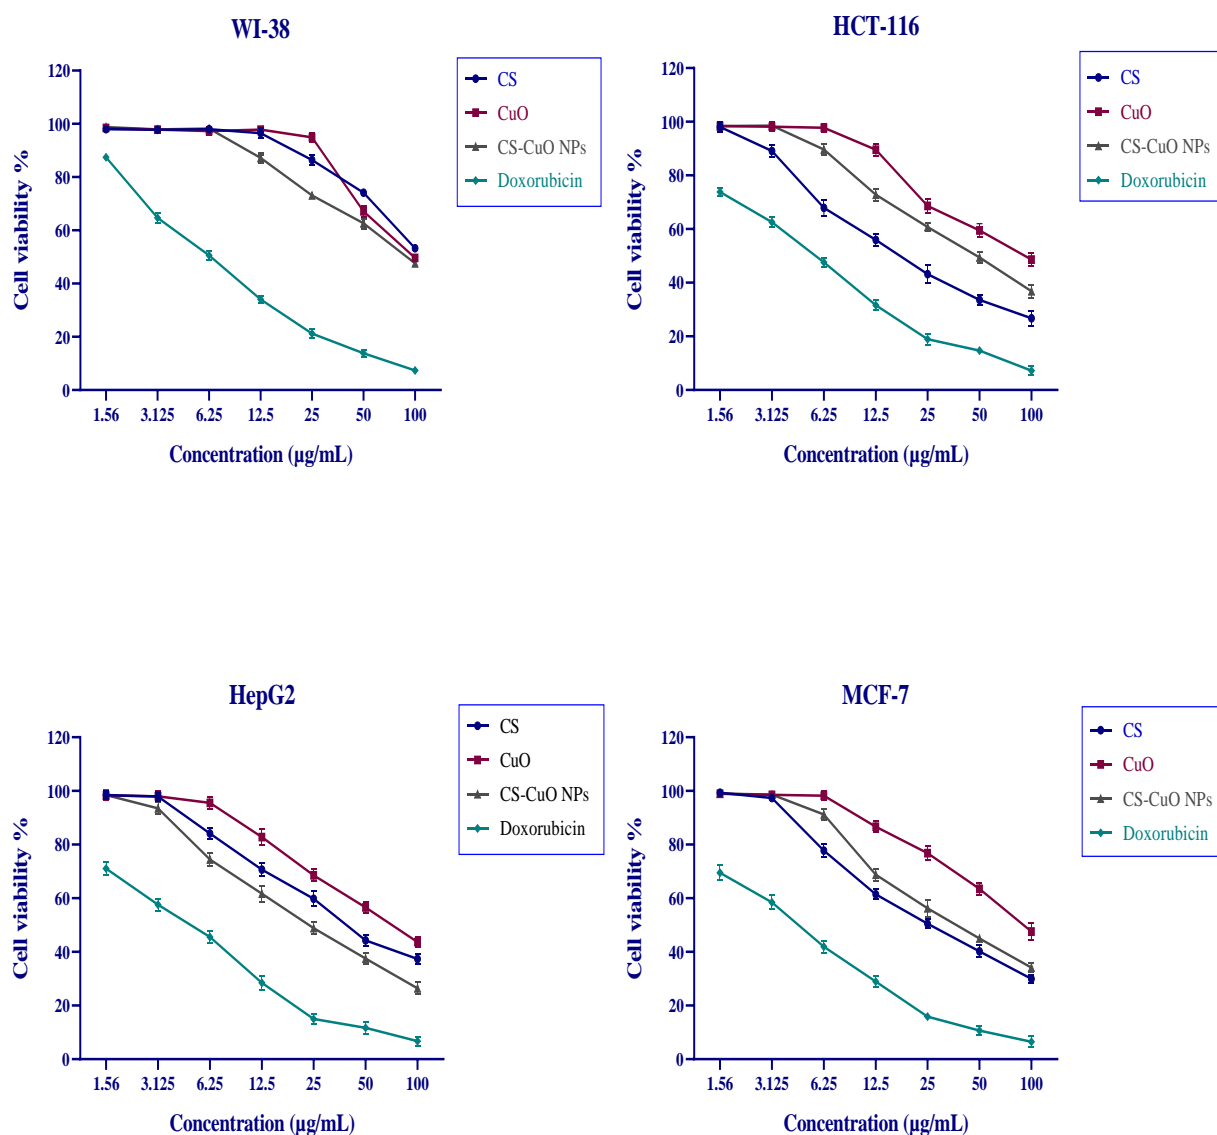 WI-38
120
100
80
60
40
20
0
Cell viability %
1.56 3.125 6.25 12.5 25 50 100
Concentration (µg/mL)
CS
CuO
CS-CuO NPs
Doxorubicin
HCT-116
120
100
80
60
40
20
0
Cell viability %
1.56 3.125 6.25 12.5 25 50 100
Concentration (µg/mL)
CS
CuO
CS-CuO NPs
Doxorubicin
HepG2
120
100
80
60
40
20
0
Cell viability %
1.56 3.125 6.25 12.5 25 50 100
Concentration (µg/mL)
CS
CuO
CS-CuO NPs
Doxorubicin
MCF-7
120
100
80
60
40
20
0
Cell viability %
1.56 3.125 6.25 12.5 25 50 100
Concentration (µg/mL)
CS
CuO
CS-CuO NPs
Doxorubicin